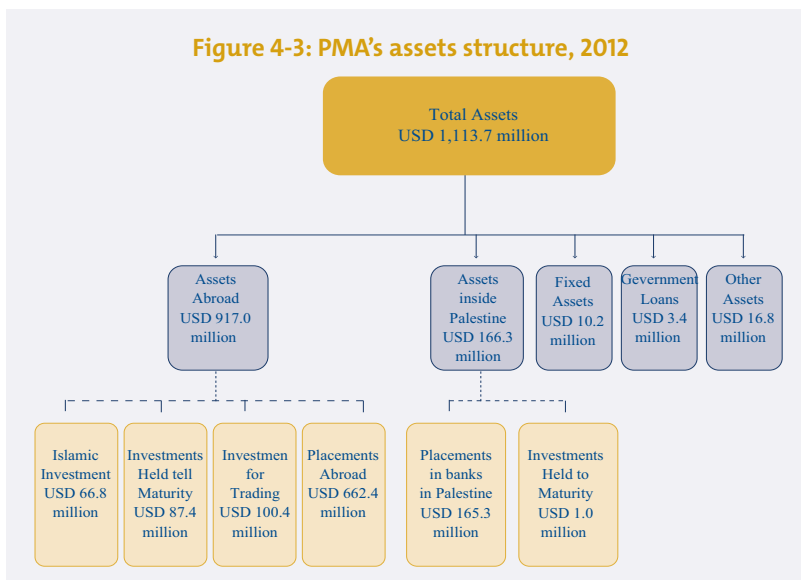 Figure 4-3: PMA's assets structure, 2012
Total Assets
USD 1,113.7 million
Assets
Abroad
USD 917.0
million
Assets
inside
Palestine
USD 166.3
million
Fixed
Assets
USD 10.2
million
Geverment
Loans
USD 3.4
million
Other
Assets
USD 16.8
million
Islamic
Investment
USD 66.8
million
Investments
Held tell
Maturity
USD 87.4
million
Investmen
for
Trading
USD 100.4
million
Placements
Abroad
USD 662.4
million
Placements
in banks
in Palestine
USD 165.3
million
Investments
Held to
Maturity
USD 1.0
million